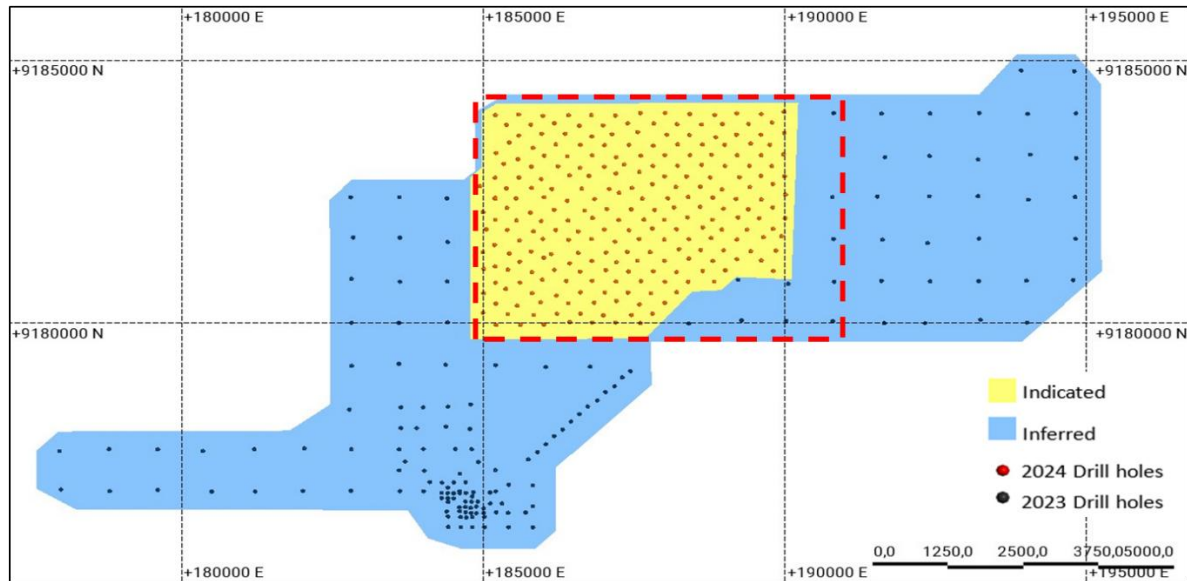 +180000 E
+185000 E
+190000 E
+195000 E
+9185000 N
+9185000 N
+9180000 N
+9180000 N
Indicated
Inferred
2024 Drill holes
2023 Drill holes
0,0 1250,0 2500,0 3750,05000,0
+180000 E
+185000 E
+190000 E
+195000 E